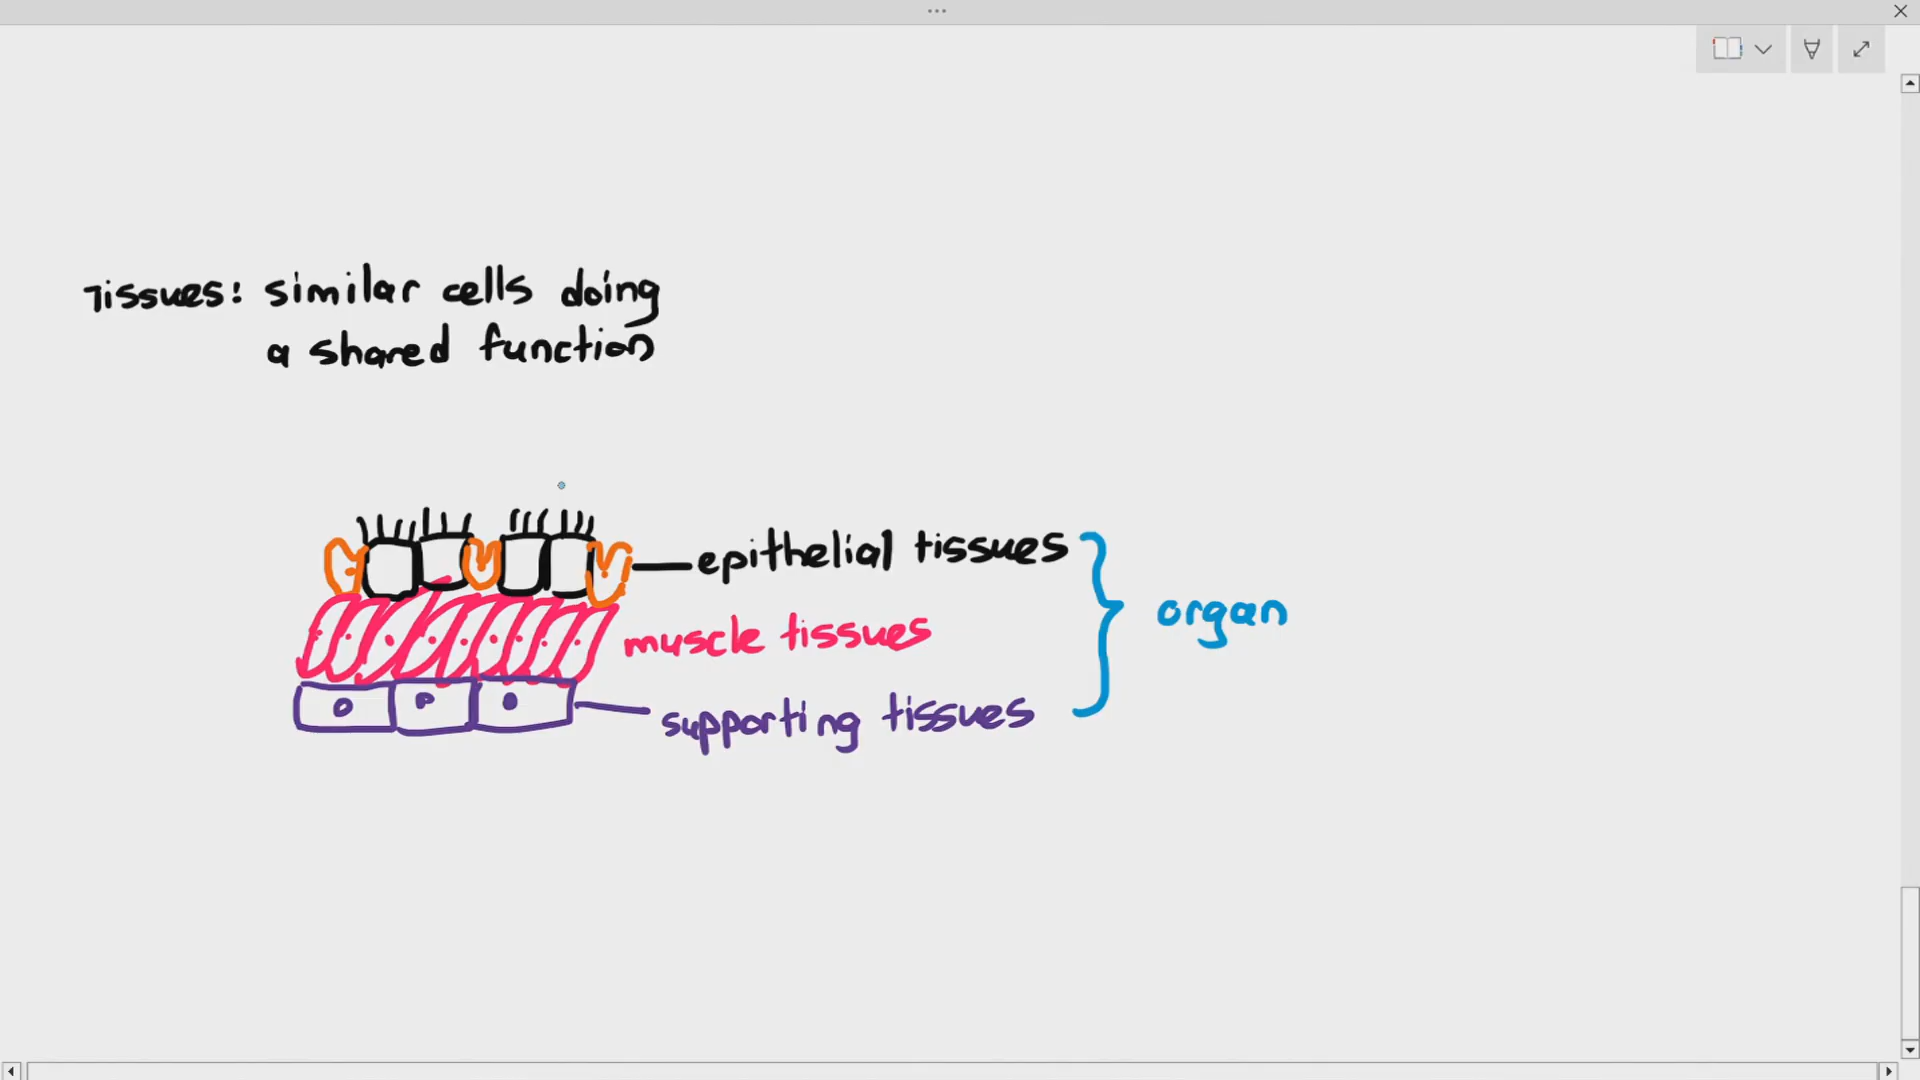 Tissues: similar cells doing
a shared function
epithelial tissues
muscle tissues
organ
supporting tissues